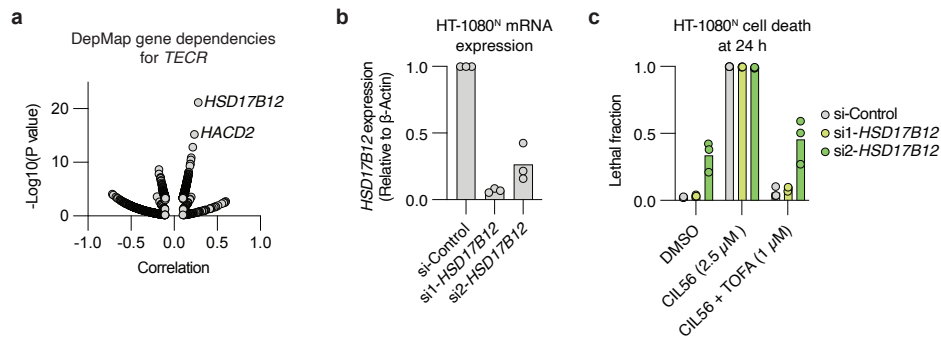 a
DepMap gene dependencies
for TECR
-Log10(P value)
20
10
0
HSD17B12
HACD2
-1.0 -0.5 0.0 0.5 1.0
Correlation
b
HT-1080ᴺ mRNA
expression
HSD17B12 expression
(Relative to β-Actin)
1.0
0.5
0.0
si-Control
si1-HSD17B12
si2-HSD17B12
c
HT-1080ᴺ cell death
at 24 h
Lethal fraction
1.0
0.5
0.0
DMSO
CIL56 (2.5 µM )
CIL56 + TOFA (1 µM)
si-Control
si1-HSD17B12
si2-HSD17B12